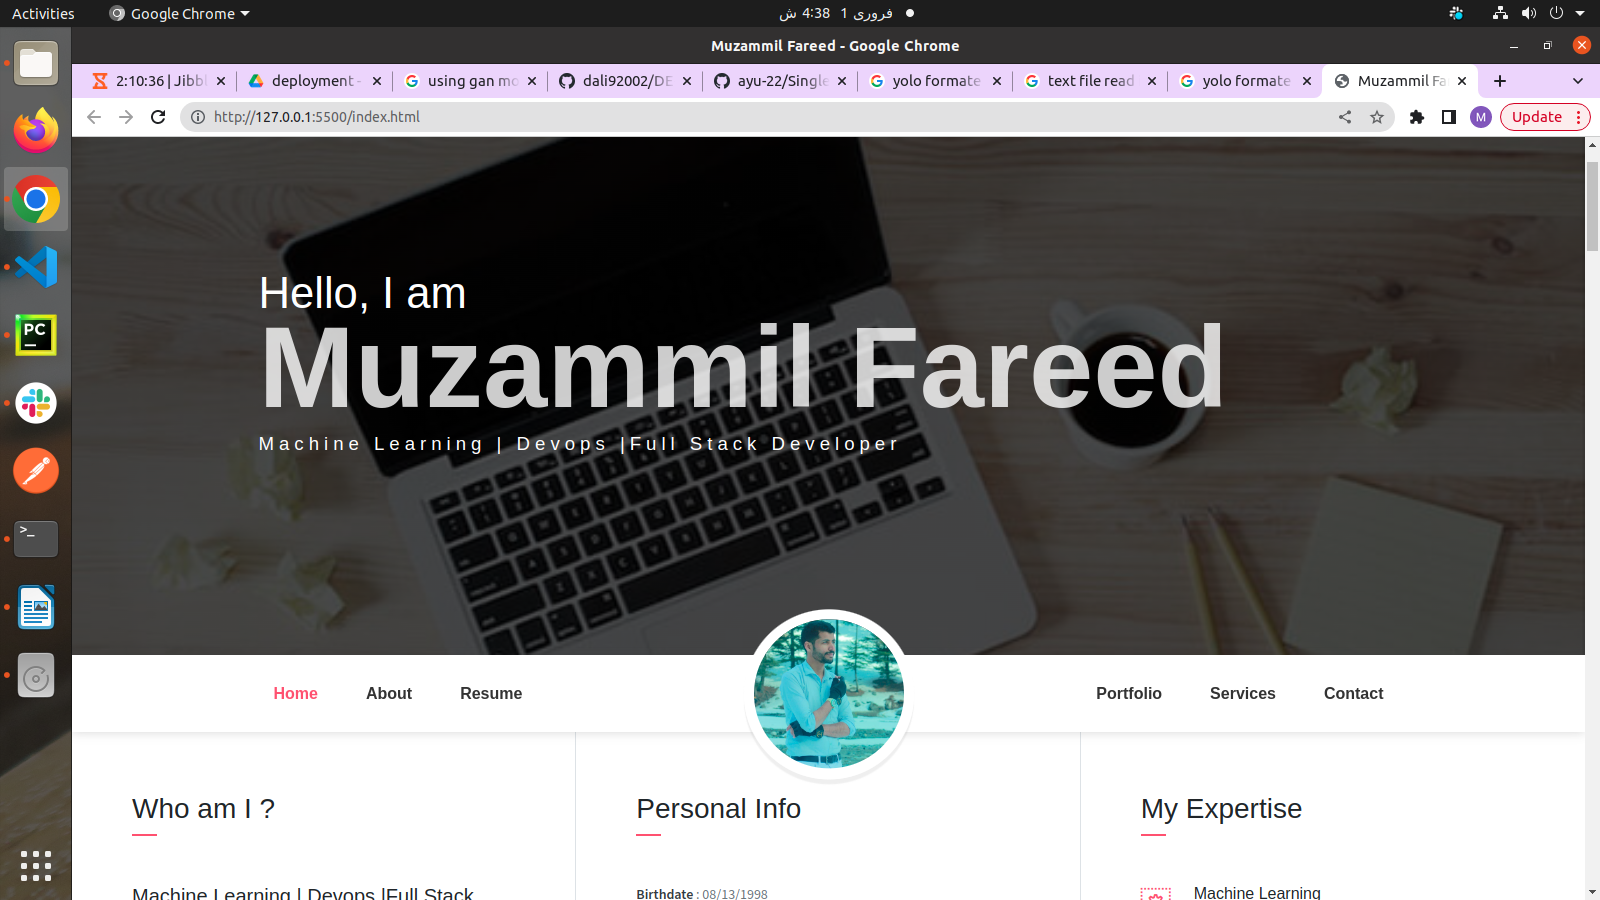 Activities
Google Chrome
فروری 1  4:38 ش
Muzammil Fareed - Google Chrome
2:10:36 | Jibbl
deployment -
using gan mo
dali92002/DE
ayu-22/Single
yolo formate
text file read
yolo formate
Muzammil Fa
http://127.0.0.1:5500/index.html
M
Update
Hello, I am
Muzammil Fareed
Machine Learning | Devops |Full Stack Developer
Home
About
Resume
Portfolio
Services
Contact
Who am I ?
Personal Info
My Expertise
Machine Learning | Devops |Full Stack
Birthdate : 08/13/1998
Machine Learning
PC
>_